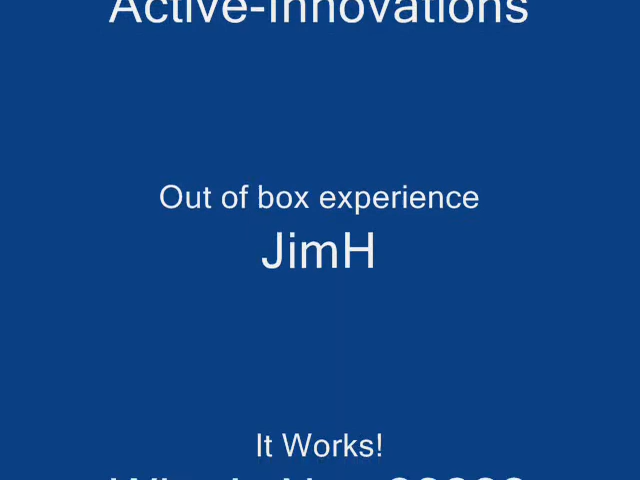 Active-Innovations
Out of box experience
JimH
It Works!